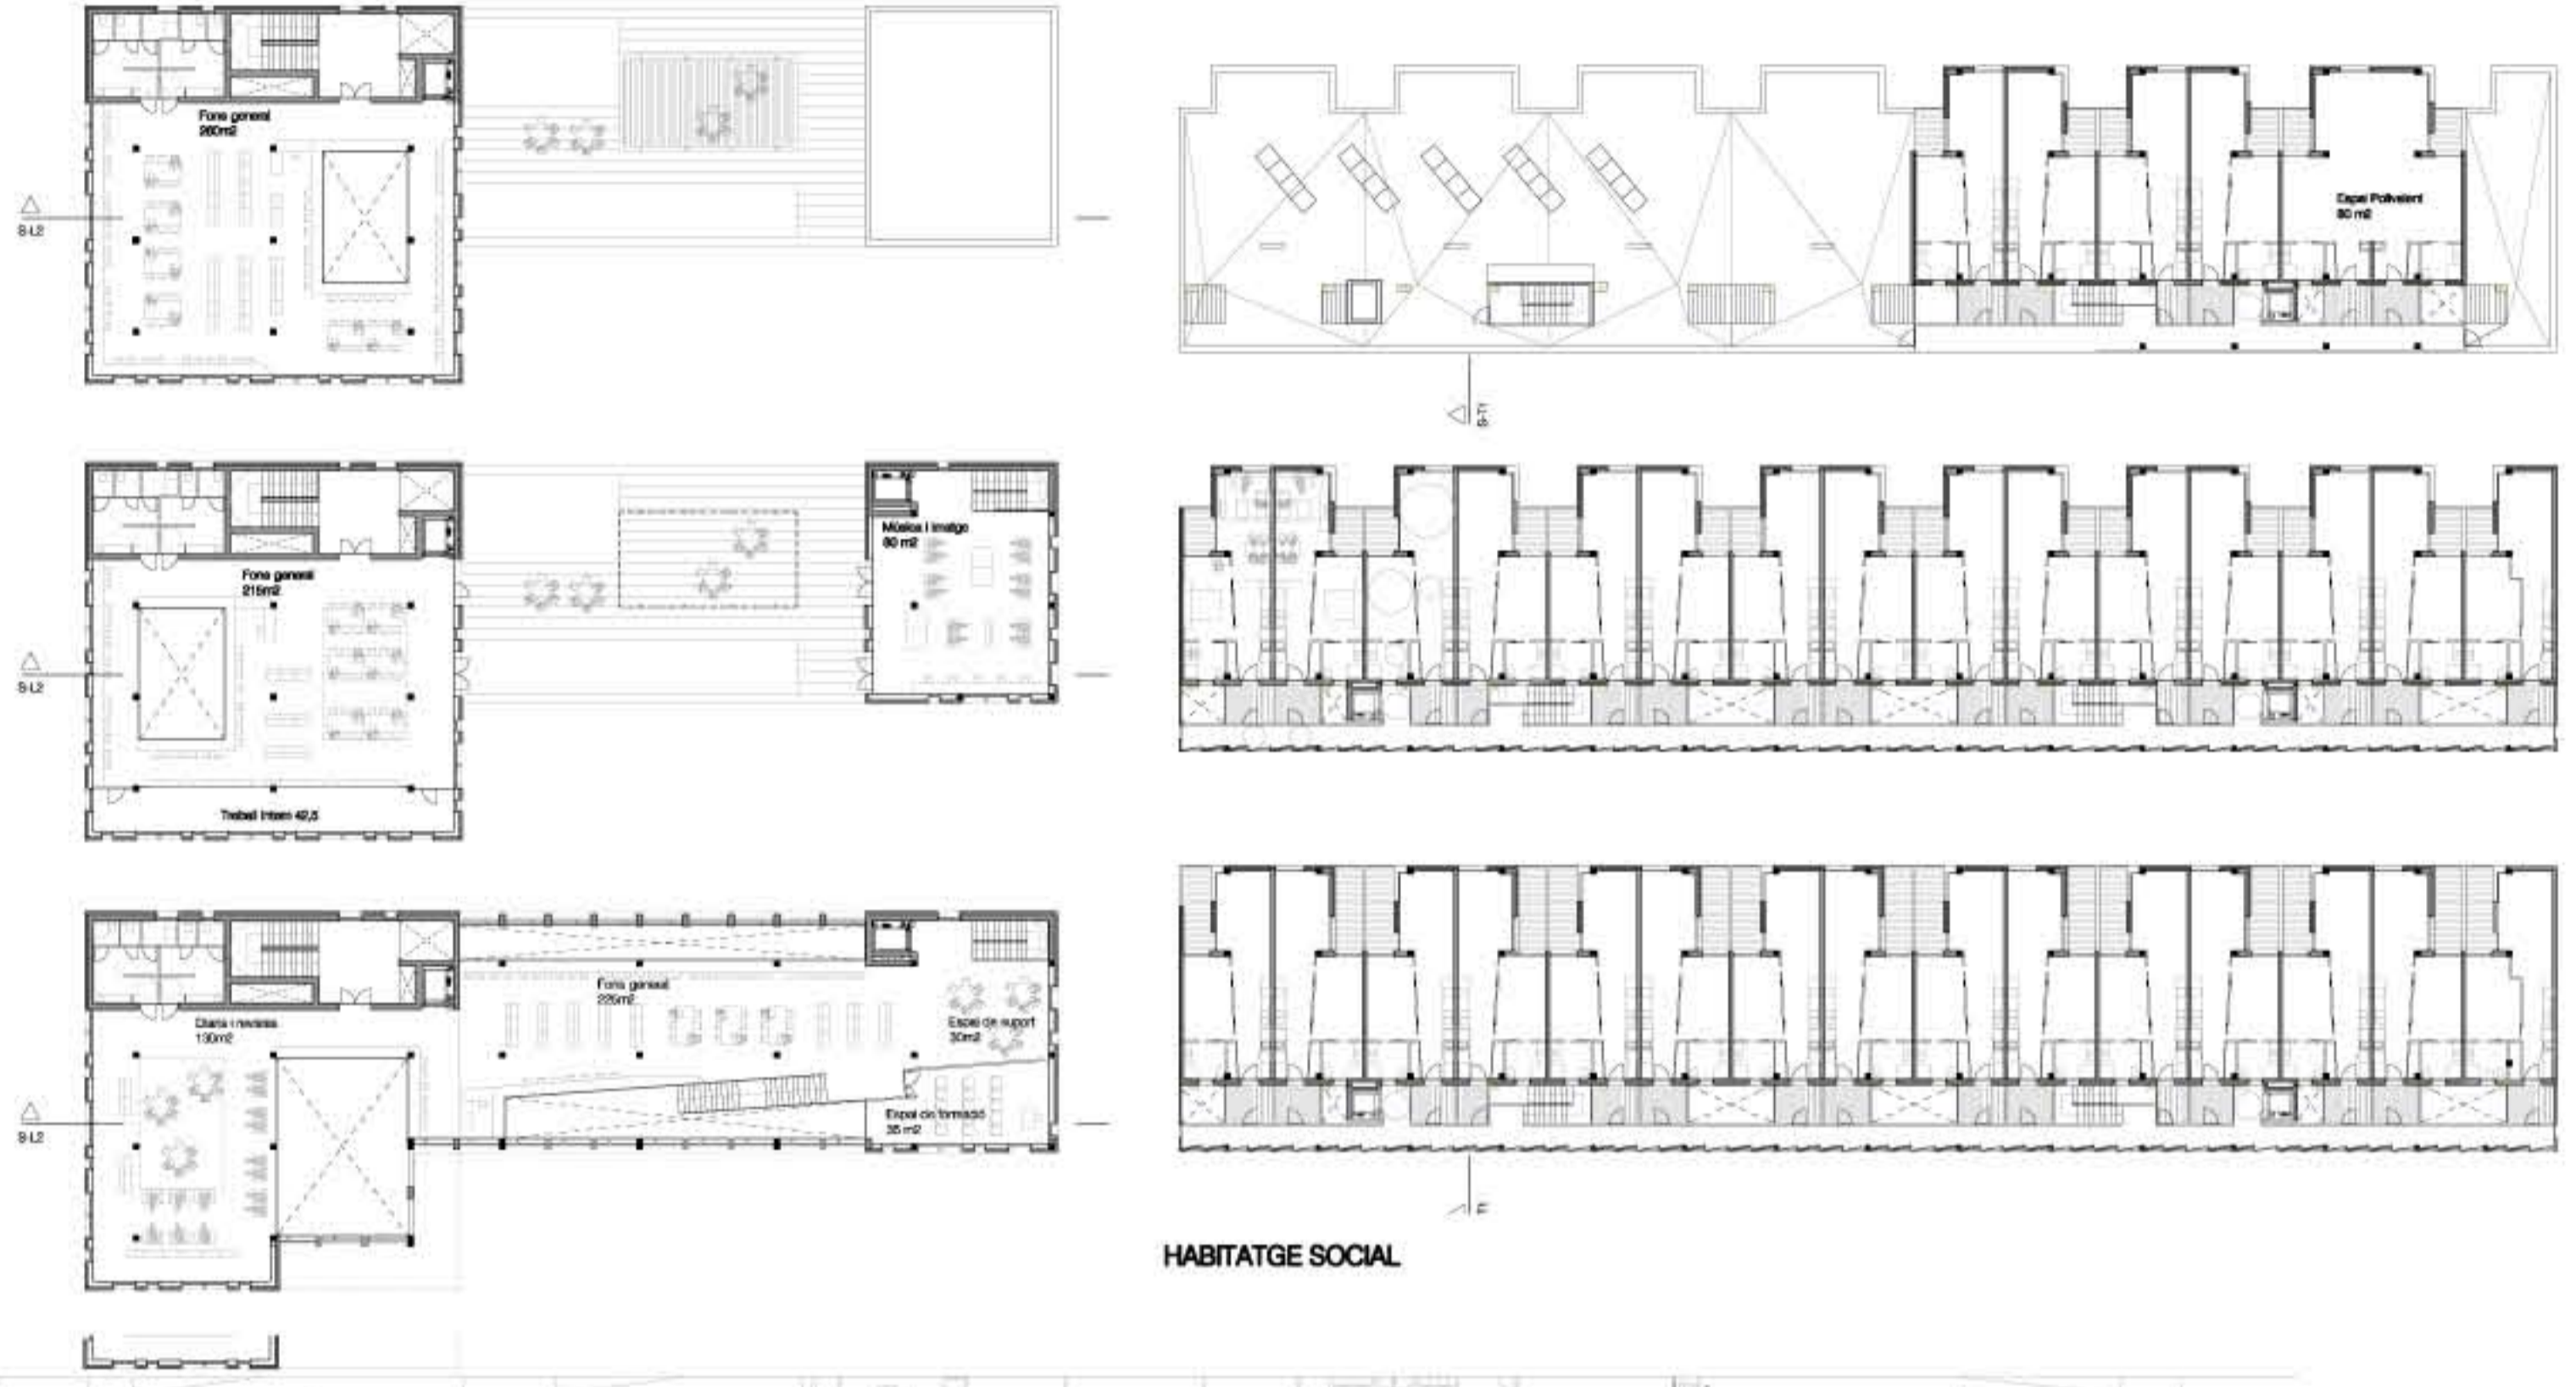 Fons general
260m2
S-L2
Espai Polivalent
80 m2
S-T1
Fons general
215m2
Música i imatge
80 m2
S-L2
Treball intern 42,5
Fons general
225m2
Diaris i revistes
130m2
Espai de suport
30m2
Espai de formació
35 m2
S-L2
HABITATGE SOCIAL